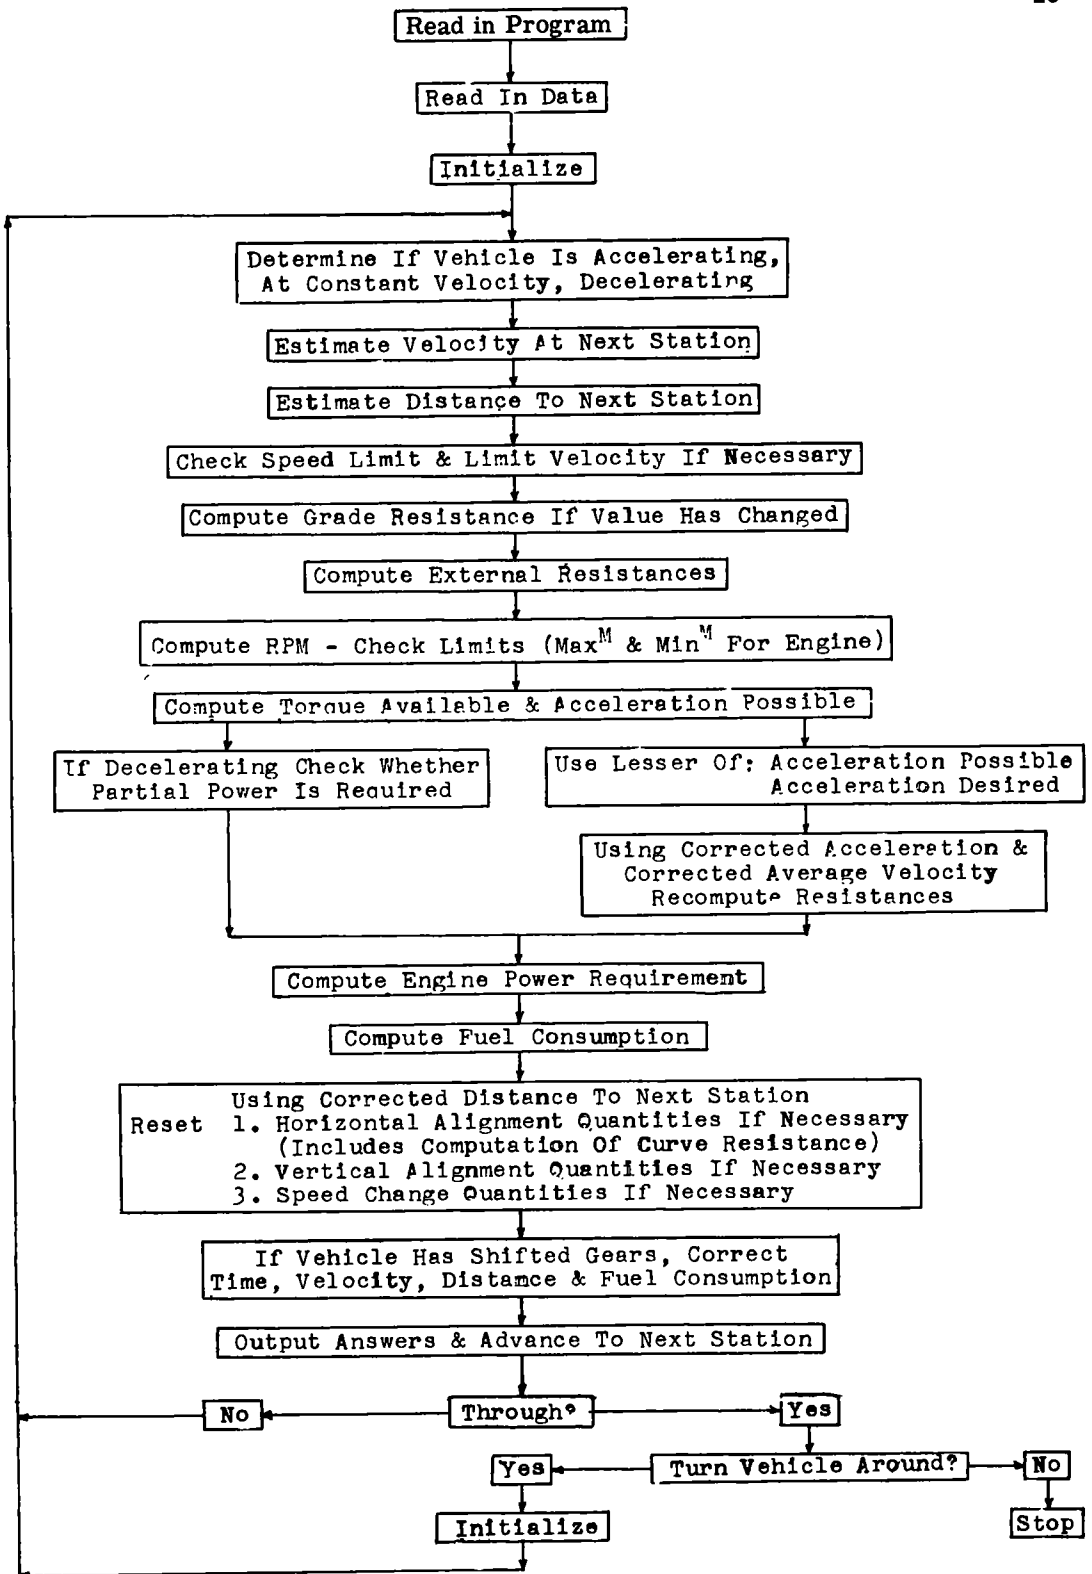 Read in Program
Read In Data
Initialize
Determine If Vehicle Is Accelerating,
At Constant Velocity, Decelerating
Estimate Velocity At Next Station
Estimate Distance To Next Station
Check Speed Limit & Limit Velocity If Necessary
Compute Grade Resistance If Value Has Changed
Compute External Resistances
Compute RPM - Check Limits (Max^M & Min^M For Engine)
Compute Torque Available & Acceleration Possible
If Decelerating Check Whether
Partial Power Is Required
Use Lesser Of: Acceleration Possible
Acceleration Desired
Using Corrected Acceleration &
Corrected Average Velocity
Recompute Resistances
Compute Engine Power Requirement
Compute Fuel Consumption
Using Corrected Distance To Next Station
Reset 1. Horizontal Alignment Quantities If Necessary
(Includes Computation Of Curve Resistance)
2. Vertical Alignment Quantities If Necessary
3. Speed Change Quantities If Necessary
If Vehicle Has Shifted Gears, Correct
Time, Velocity, Distance & Fuel Consumption
Output Answers & Advance To Next Station
No
Through?
Yes
Yes
Turn Vehicle Around?
No
Initialize
Stop